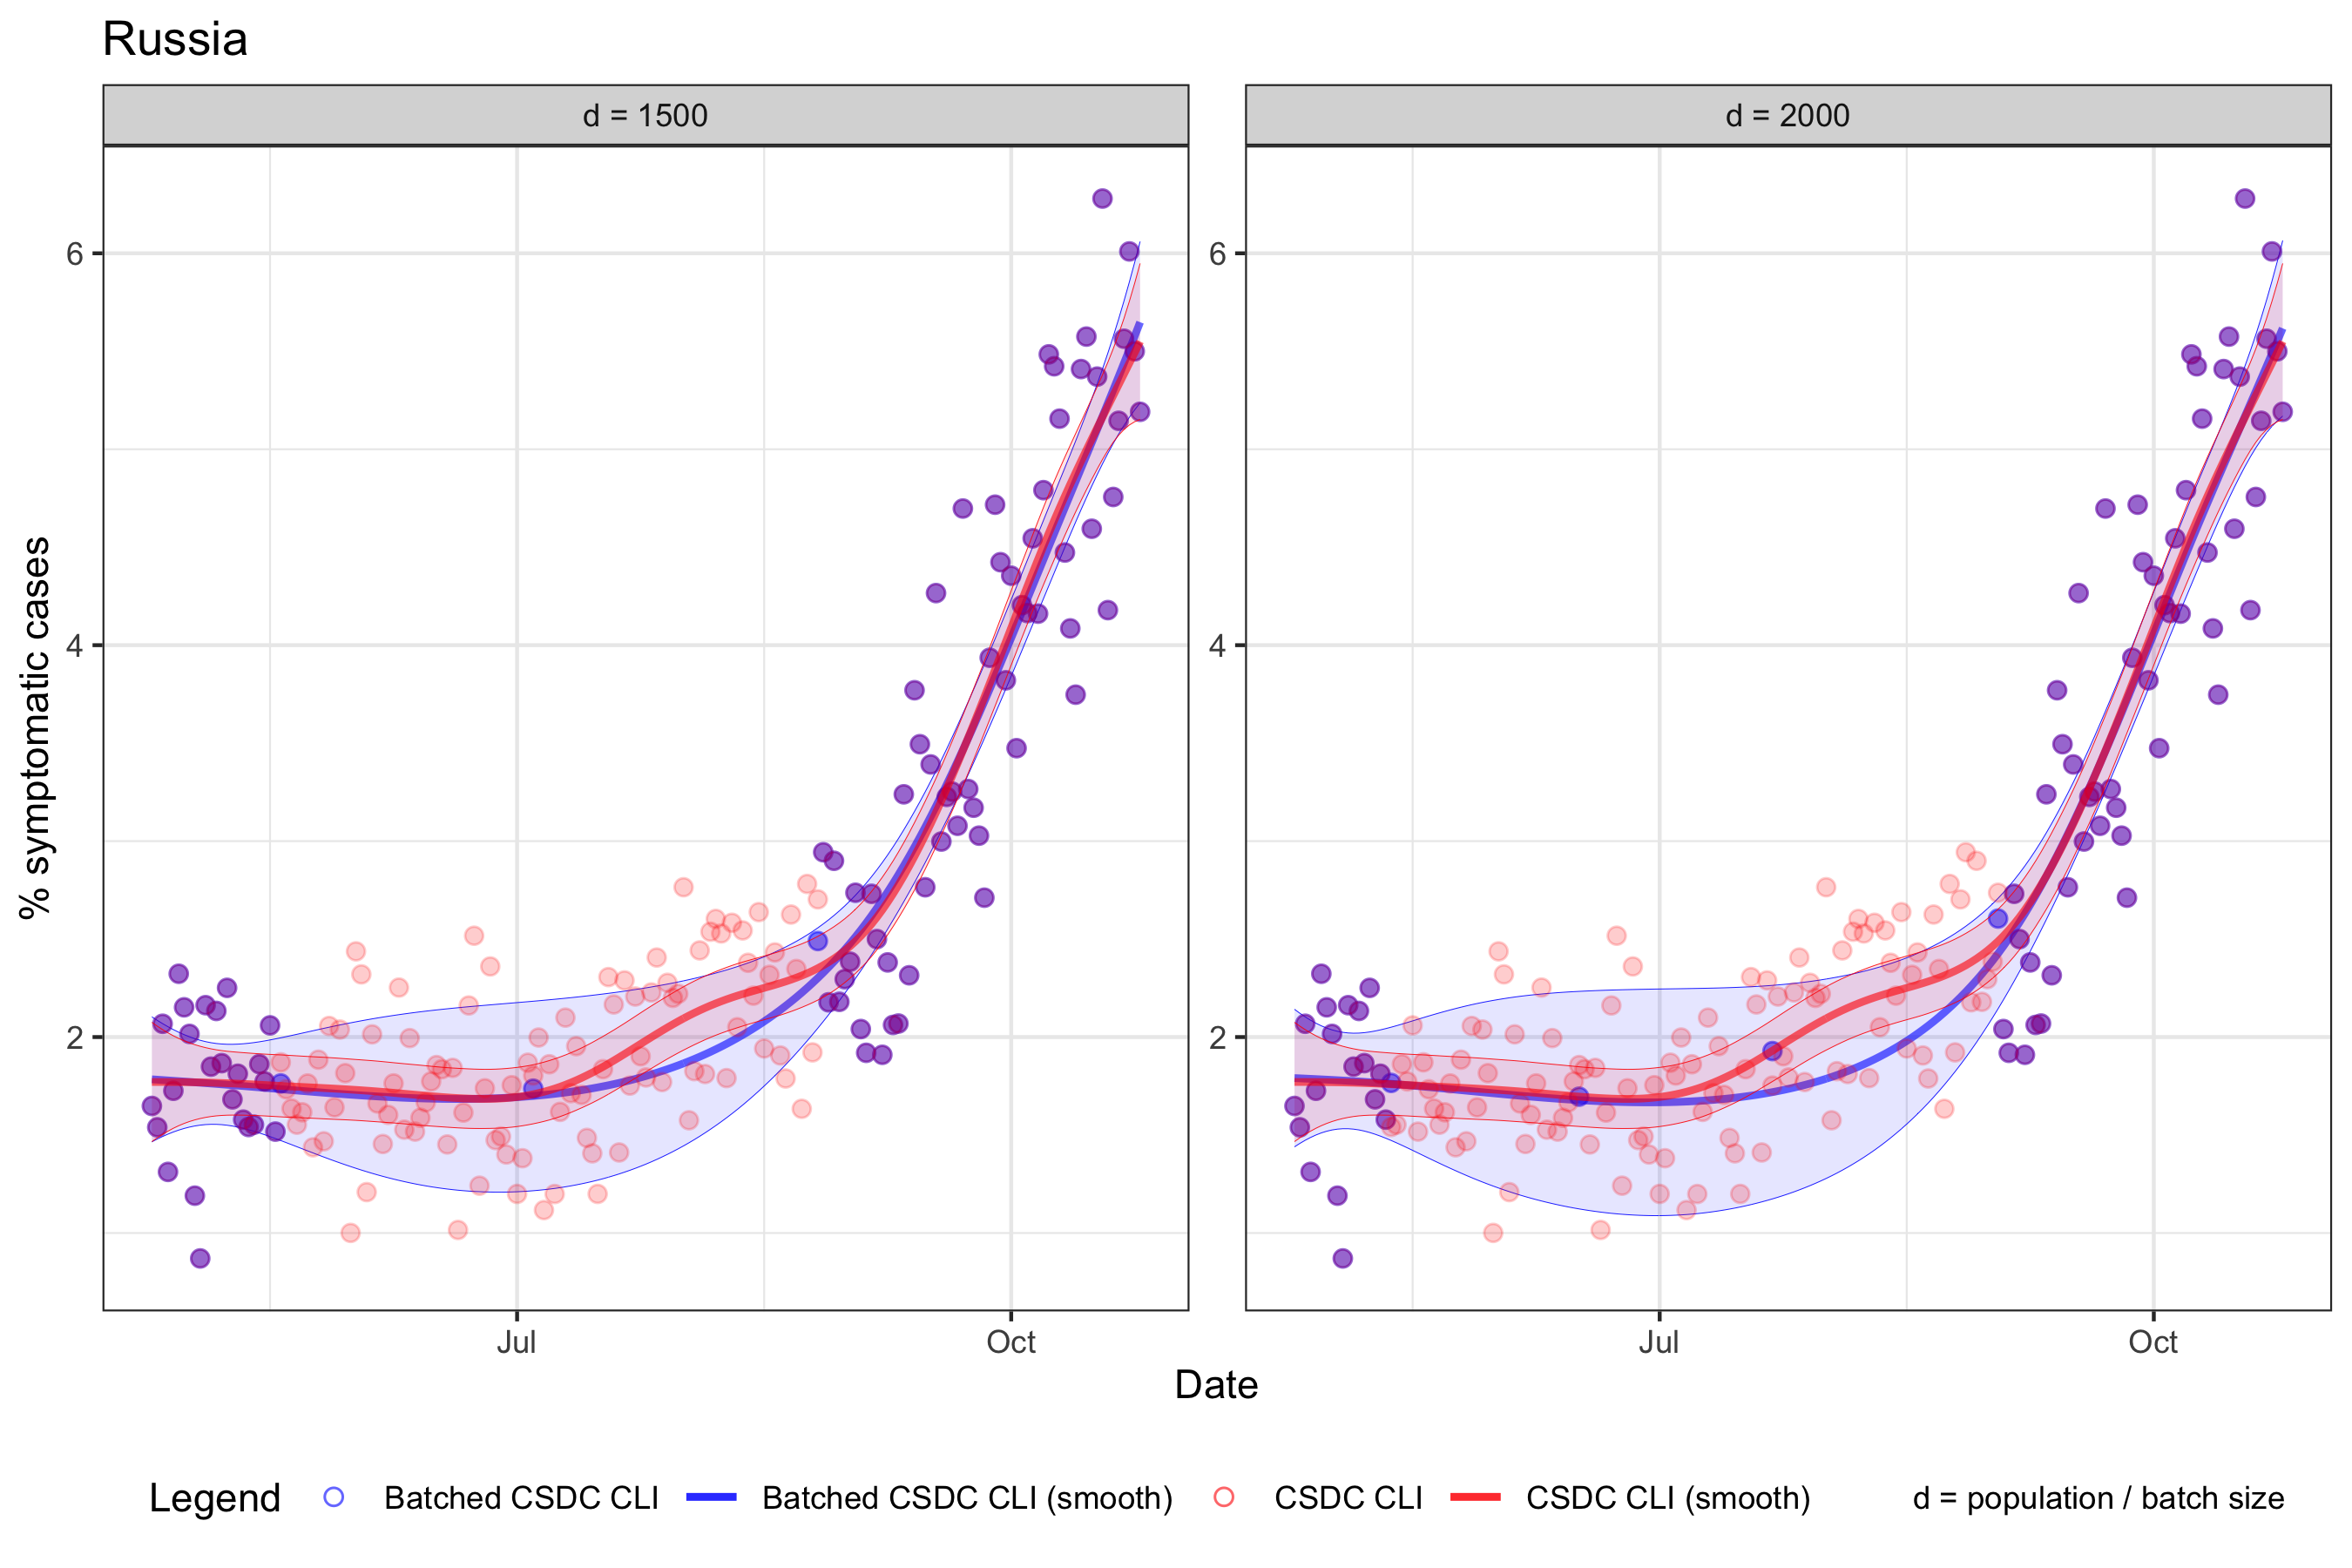 Russia
d = 1500
d = 2000
% symptomatic cases
6
4
2
6
4
2
Jul
Oct
Jul
Oct
Date
Legend Batched CSDC CLI Batched CSDC CLI (smooth) CSDC CLI CSDC CLI (smooth) d = population / batch size